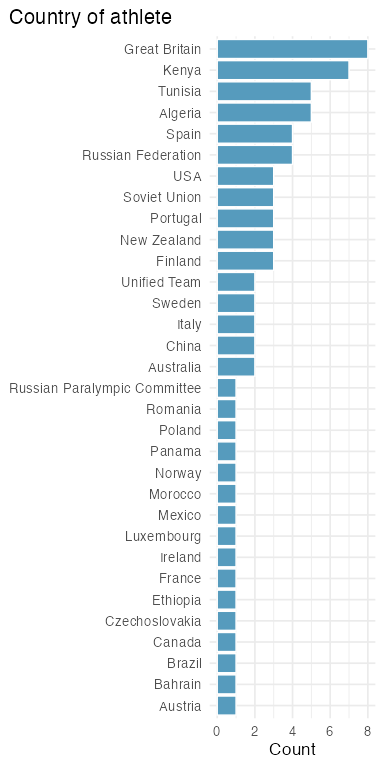 Country of athlete
Great Britain
Kenya
Tunisia
Algeria
Spain
Russian Federation
USA
Soviet Union
Portugal
New Zealand
Finland
Unified Team
Sweden
Italy
China
Australia
Russian Paralympic Committee
Romania
Poland
Panama
Norway
Morocco
Mexico
Luxembourg
Ireland
France
Ethiopia
Czechoslovakia
Canada
Brazil
Bahrain
Austria
0 2 4 6 8
Count